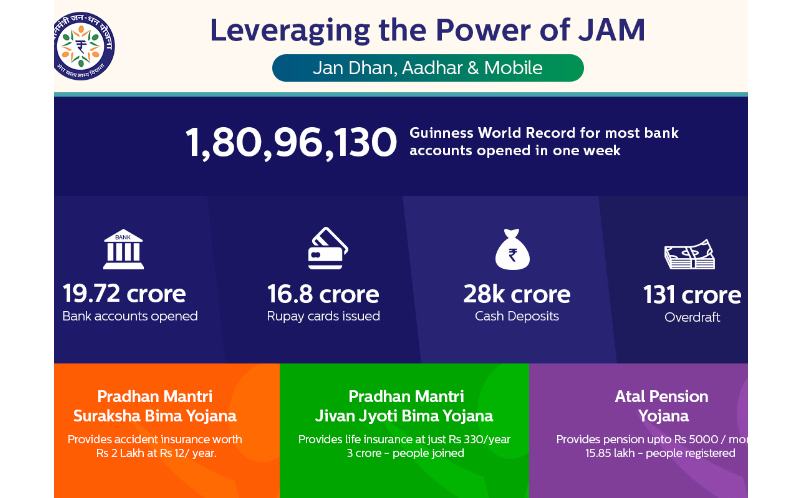 Leveraging the Power of JAM
Jan Dhan, Aadhar & Mobile
1,80,96,130
Guinness World Record for most bank
accounts opened in one week
BANK
19.72 crore
Bank accounts opened
16.8 crore
Rupay cards issued
₹
28k crore
Cash Deposits
131 crore
Overdraft
Pradhan Mantri
Suraksha Bima Yojana
Provides accident insurance worth
Rs 2 Lakh at Rs 12/ year.
Pradhan Mantri
Jivan Jyoti Bima Yojana
Provides life insurance at just Rs 330/year
3 crore – people joined
Atal Pension
Yojana
Provides pension upto Rs 5000 /
15.85 lakh – people registered